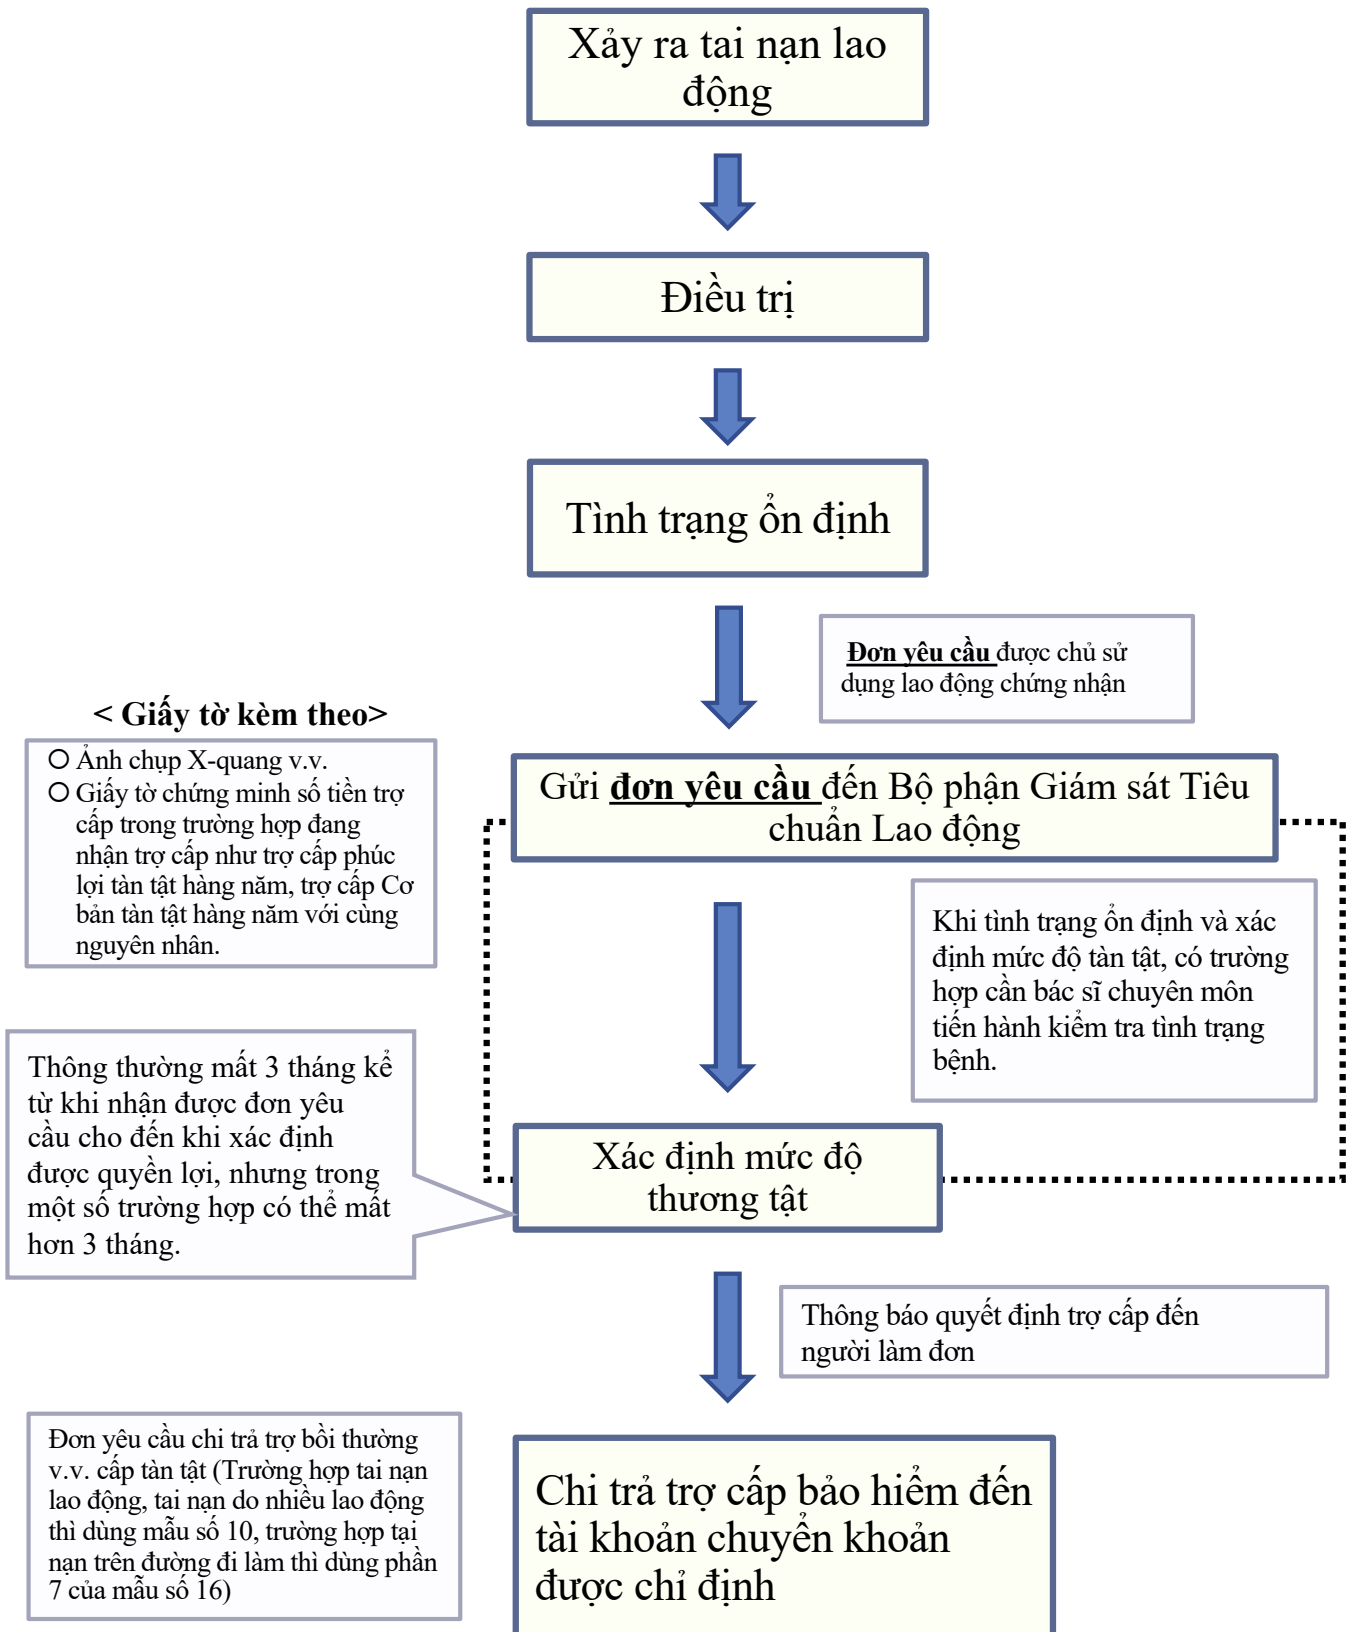 Xảy ra tai nạn lao
động
Điều trị
Tình trạng ổn định
Đơn yêu cầu được chủ sử
dụng lao động chứng nhận
< Giấy tờ kèm theo>
○ Ảnh chụp X-quang v.v.
○ Giấy tờ chứng minh số tiền trợ
cấp trong trường hợp đang
nhận trợ cấp như trợ cấp phúc
lợi tàn tật hàng năm, trợ cấp Cơ
bản tàn tật hàng năm với cùng
nguyên nhân.
Gửi đơn yêu cầu đến Bộ phận Giám sát Tiêu
chuẩn Lao động
Khi tình trạng ổn định và xác
định mức độ tàn tật, có trường
hợp cần bác sĩ chuyên môn
tiến hành kiểm tra tình trạng
bệnh.
Thông thường mất 3 tháng kể
từ khi nhận được đơn yêu
cầu cho đến khi xác định
được quyền lợi, nhưng trong
một số trường hợp có thể mất
hơn 3 tháng.
Xác định mức độ
thương tật
Thông báo quyết định trợ cấp đến
người làm đơn
Đơn yêu cầu chi trả trợ bồi thường
v.v. cấp tàn tật (Trường hợp tai nạn
lao động, tai nạn do nhiều lao động
thì dùng mẫu số 10, trường hợp tại
nạn trên đường đi làm thì dùng phần
7 của mẫu số 16)
Chi trả trợ cấp bảo hiểm đến
tài khoản chuyển khoản
được chỉ định